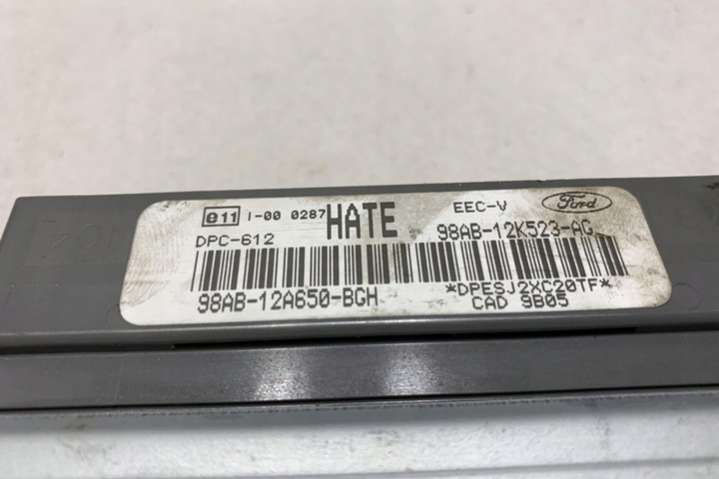 e11 I-00 0287 HATE EEC-V Ford
DPC-612 98AB-12K523-AG
98AB-12A650-BGH *DPESJ2XC20TF*
CAD 9B05